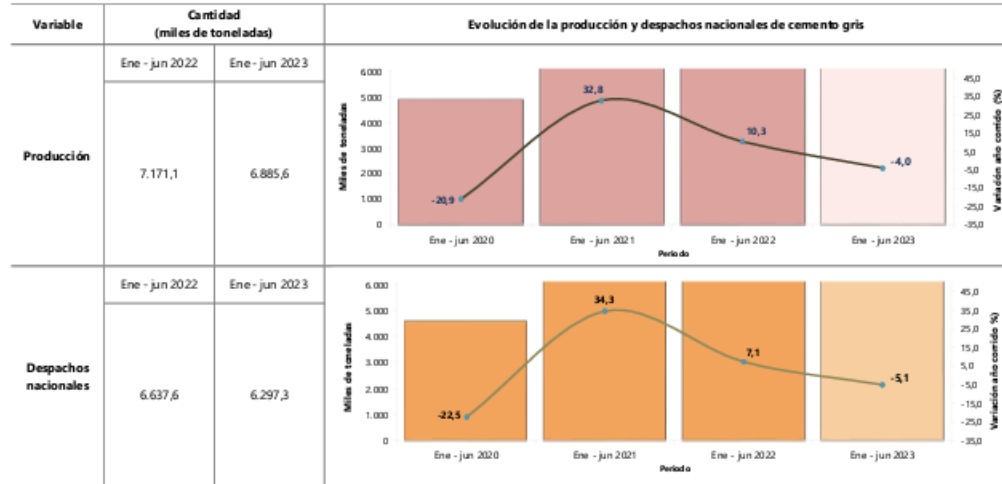 Variable
Cantidad
(miles de toneladas)
Evolución de la producción y despachos nacionales de cemento gris
Ene - jun 2022
Ene - jun 2023
Producción
7.171,1
6.885,6
Miles de toneladas
6.000
5.000
4.000
3.000
2.000
1.000
0
-20,9
32,8
10,3
-4,0
45,0
35,0
25,0
15,0
5,0
-5,0
-15,0
-25,0
-35,0
Variación año corrido (%)
Ene - jun 2020
Ene - jun 2021
Ene - jun 2022
Ene - jun 2023
Periodo
Ene - jun 2022
Ene - jun 2023
Despachos
nacionales
6.637,6
6.297,3
Miles de toneladas
6.000
5.000
4.000
3.000
2.000
1.000
0
-22,5
34,3
7,1
-5,1
45,0
35,0
25,0
15,0
5,0
-5,0
-15,0
-25,0
-35,0
Variación año corrido %)
Ene - jun 2020
Ene - jun 2021
Ene - jun 2022
Ene - jun 2023
Periodo